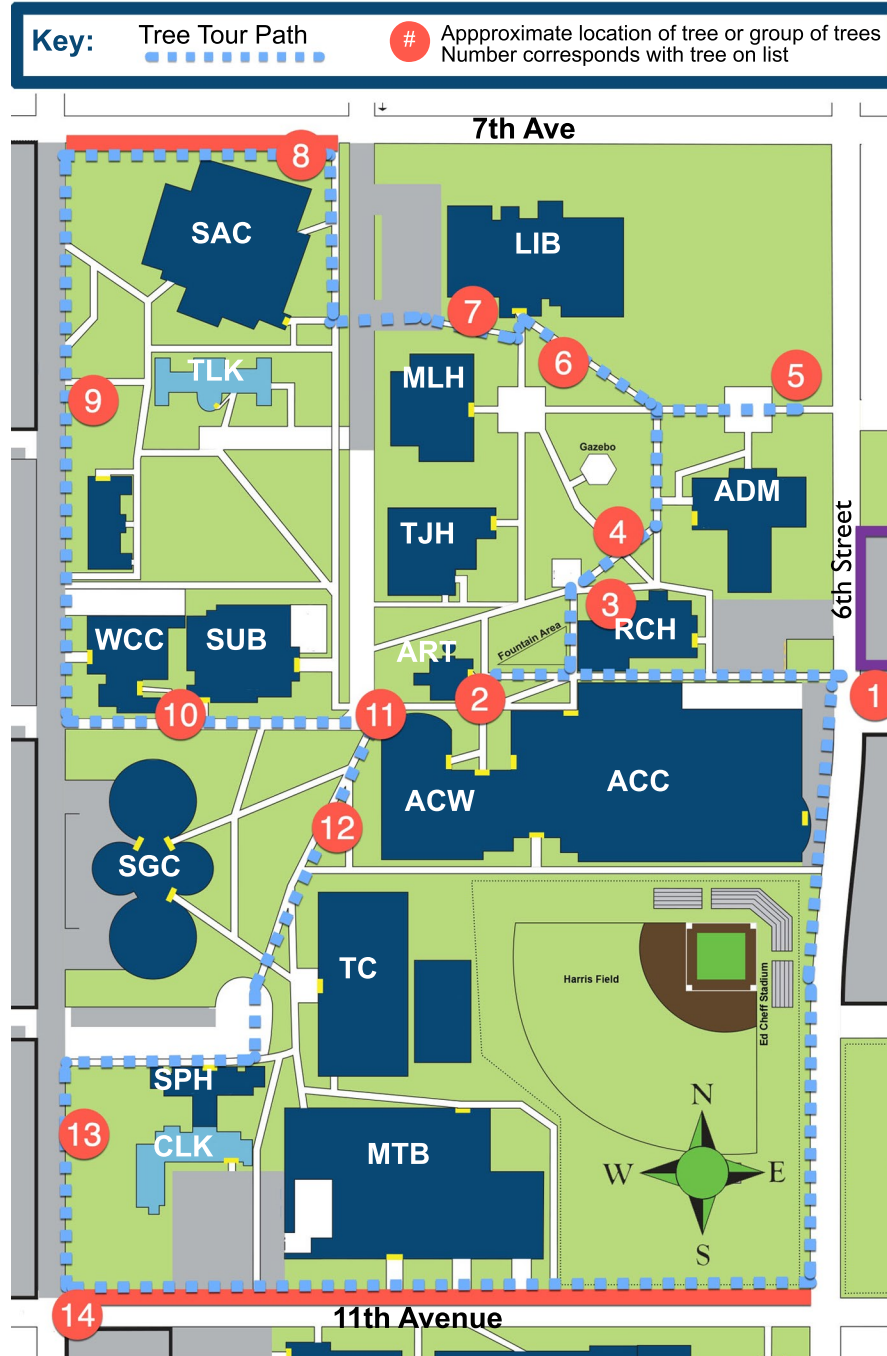 Key:
Tree Tour Path
#
Appproximate location of tree or group of trees
Number corresponds with tree on list
7th Ave
8
SAC
LIB
7
6
TLK
MLH
5
9
Gazebo
ADM
4
TJH
6th Street
3
RCH
WCC
SUB
ART
Fountain Area
10
11
2
1
ACW
ACC
12
SGC
TC
Harris Field
Ed Cheff Stadium
SPH
N
13
CLK
MTB
W
E
S
14
11th Avenue